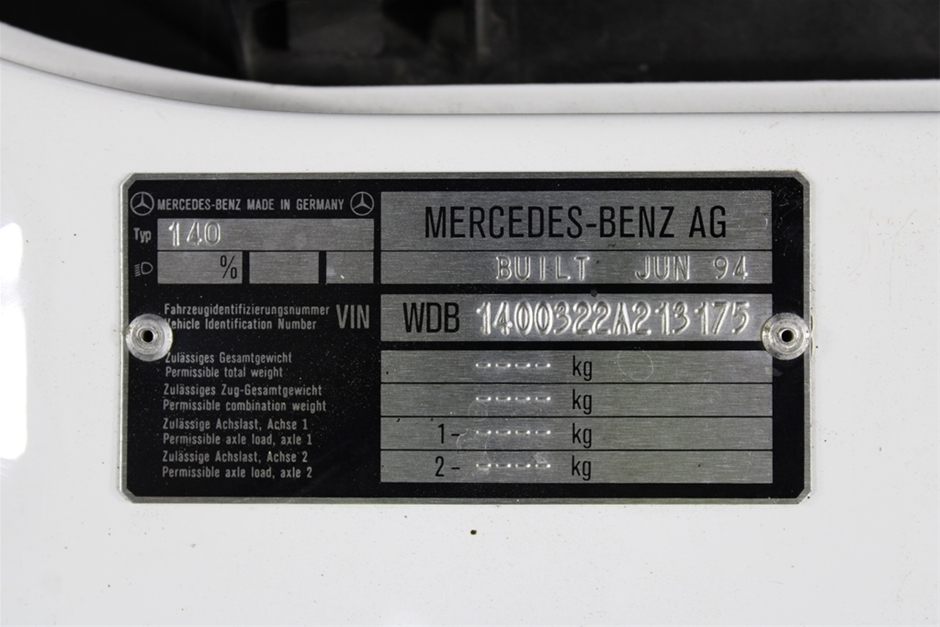 MERCEDES-BENZ MADE IN GERMANY
Typ 140
%
MERCEDES-BENZ AG
BUILT JUN 94
Fahrzeugidentifizierungsnummer
Vehicle Identification Number VIN
WDB 1400322A213175
Zulässiges Gesamtgewicht
Permissible total weight
---- kg
Zulässiges Zug-Gesamtgewicht
Permissible combination weight
---- kg
Zulässige Achslast, Achse 1
Permissible axle load, axle 1
1- ---- kg
Zulässige Achslast, Achse 2
Permissible axle load, axle 2
2- ---- kg